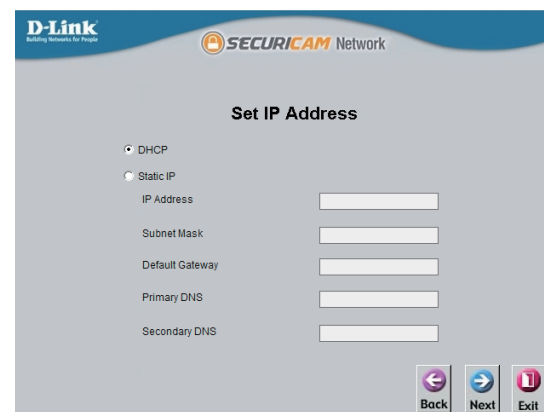 D-Link
Building Networks for People
SECURICAM Network
Set IP Address
DHCP
Static IP
IP Address
Subnet Mask
Default Gateway
Primary DNS
Secondary DNS
Back Next Exit